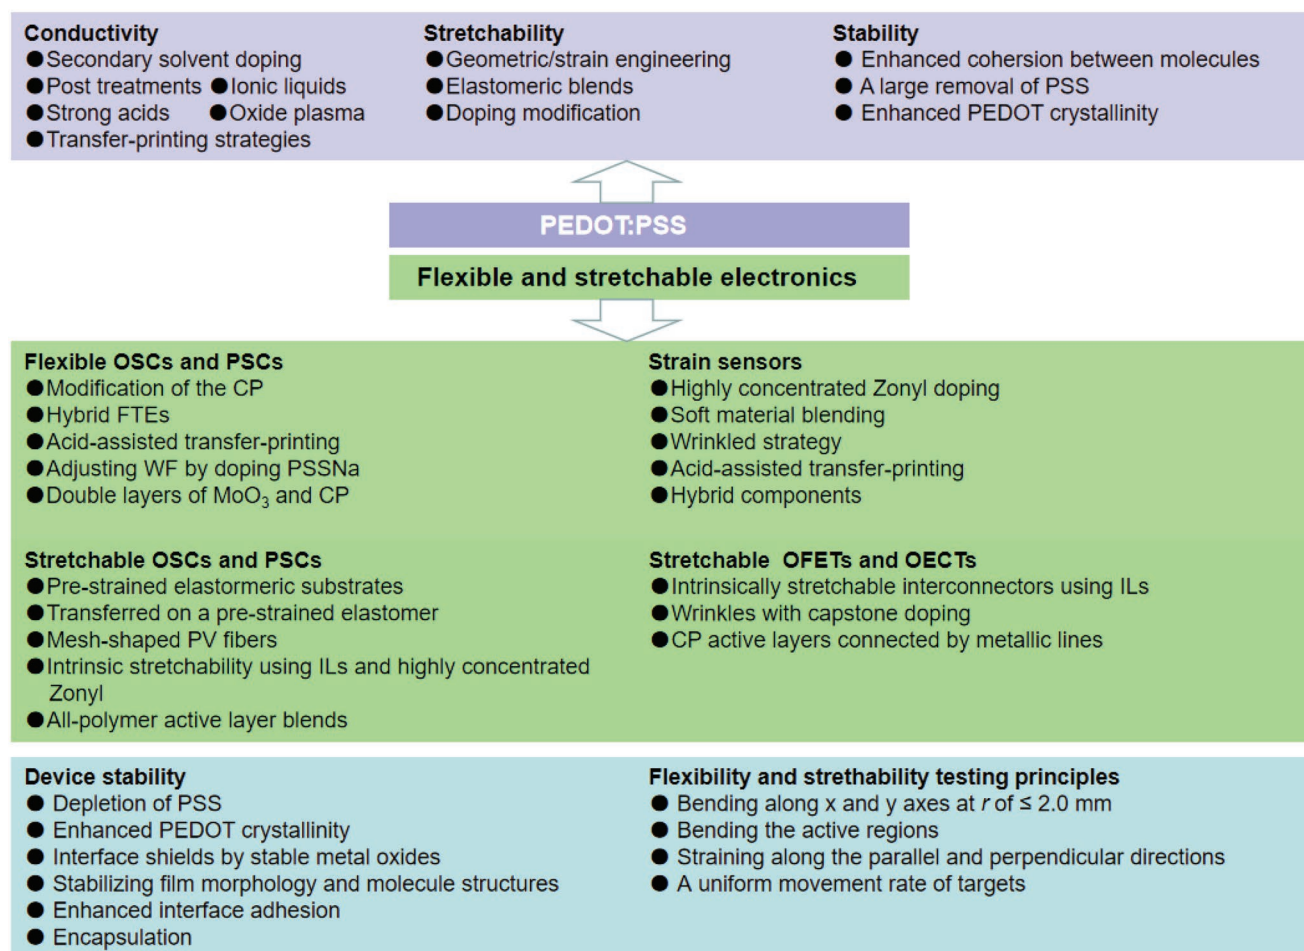 Conductivity
●Secondary solvent doping
●Post treatments ●Ionic liquids
●Strong acids ●Oxide plasma
●Transfer-printing strategies
Stretchability
●Geometric/strain engineering
●Elastomeric blends
●Doping modification
Stability
● Enhanced cohersion between molecules
● A large removal of PSS
● Enhanced PEDOT crystallinity
PEDOT:PSS
Flexible and stretchable electronics
Flexible OSCs and PSCs
●Modification of the CP
●Hybrid FTEs
●Acid-assisted transfer-printing
●Adjusting WF by doping PSSNa
●Double layers of MoO₃ and CP
Strain sensors
●Highly concentrated Zonyl doping
●Soft material blending
●Wrinkled strategy
●Acid-assisted transfer-printing
●Hybrid components
Stretchable OSCs and PSCs
●Pre-strained elastormeric substrates
●Transferred on a pre-strained elastomer
●Mesh-shaped PV fibers
●Intrinsic stretchability using ILs and highly concentrated
Zonyl
●All-polymer active layer blends
Stretchable OFETs and OECTs
●Intrinsically stretchable interconnectors using ILs
●Wrinkles with capstone doping
●CP active layers connected by metallic lines
Device stability
● Depletion of PSS
● Enhanced PEDOT crystallinity
● Interface shields by stable metal oxides
● Stabilizing film morphology and molecule structures
● Enhanced interface adhesion
● Encapsulation
Flexibility and strethability testing principles
● Bending along x and y axes at r of ≤ 2.0 mm
● Bending the active regions
● Straining along the parallel and perpendicular directions
● A uniform movement rate of targets